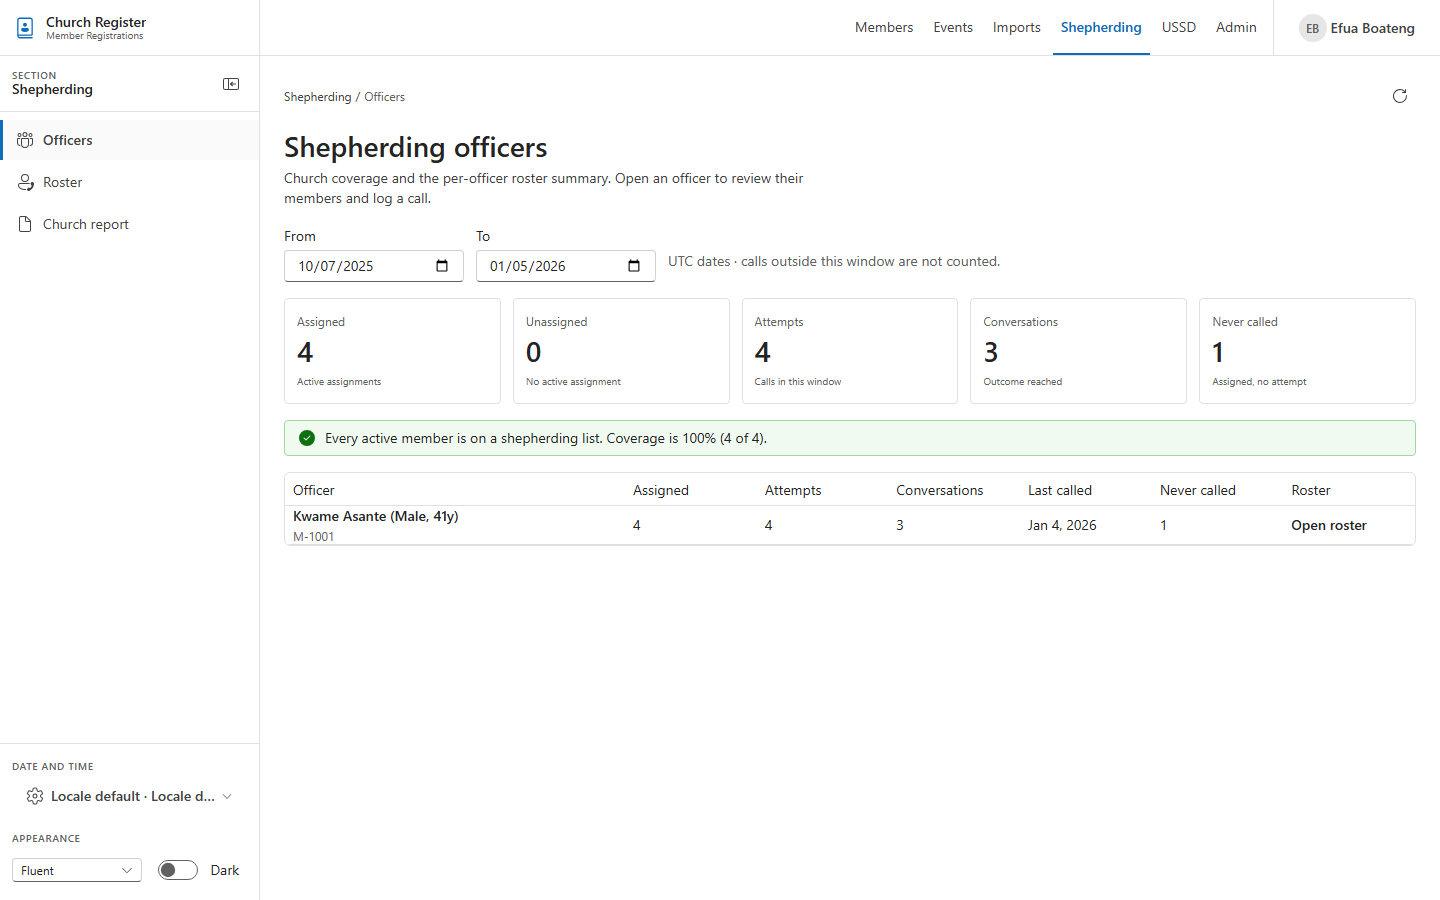 Church Register
Member Registrations
Members
Events
Imports
Shepherding
USSD
Admin
EB
Efua Boateng
SECTION
Shepherding
Officers
Roster
Church report
Shepherding / Officers
Shepherding officers
Church coverage and the per-officer roster summary. Open an officer to review their
members and log a call.
From
To
10/07/2025
01/05/2026
UTC dates · calls outside this window are not counted.
Assigned
4
Active assignments
Unassigned
0
No active assignment
Attempts
4
Calls in this window
Conversations
3
Outcome reached
Never called
1
Assigned, no attempt
Every active member is on a shepherding list. Coverage is 100% (4 of 4).
Officer Assigned Attempts Conversations Last called Never called Roster
Kwame Asante (Male, 41y)
M-1001
4 4 3 Jan 4, 2026 1 Open roster
DATE AND TIME
Locale default · Locale d...
APPEARANCE
Fluent
Dark